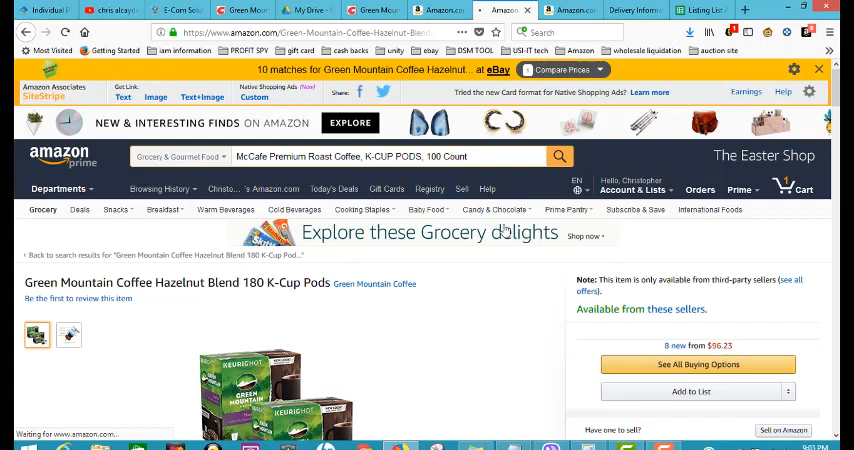 Individual P
chris alcayde
E-Com Solu
Green Moun
My Drive - G
Green Moun
Amazon.co
Amazon
Amazon.co
Delivery Inform
Listing List A
https://www.amazon.com/Green-Mountain-Coffee-Hazelnut-Blend
Search
Most Visited
Getting Started
iam information
PROFIT SPY
gift card
cash backs
unity
ebay
DSM TOOL
USI-IT tech
Amazon
wholesale liquidation
auction site
10 matches for Green Mountain Coffee Hazelnut... at eBay
Compare Prices
Amazon Associates
SiteStripe
Get Link:
Text
Image
Text+Image
Native Shopping Ads (New!)
Custom
Share:
Tried the new Card format for Native Shopping Ads? Learn more
Earnings
Help
NEW & INTERESTING FINDS ON AMAZON
EXPLORE
amazon
prime
Grocery & Gourmet Food
McCafe Premium Roast Coffee, K-CUP PODS, 100 Count
The Easter Shop
Departments
Browsing History
Christo... 's Amazon.com
Today's Deals
Gift Cards
Registry
Sell
Help
EN
Hello, Christopher
Account & Lists
Orders
Prime
1
Cart
Grocery
Deals
Snacks
Breakfast
Warm Beverages
Cold Beverages
Cooking Staples
Baby Food
Candy & Chocolate
Prime Pantry
Subscribe & Save
International Foods
Explore these Grocery delights
Shop now
‹ Back to search results for "Green Mountain Coffee Hazelnut Blend 180 K-Cup Pod..."
Green Mountain Coffee Hazelnut Blend 180 K-Cup Pods
Green Mountain Coffee
Be the first to review this item
Note: This item is only available from third-party sellers (see all
offers).
Available from these sellers.
8 new from $96.23
See All Buying Options
Add to List
Have one to sell?
Sell on Amazon
KEURIG HOT
GREEN
MOUNTAIN
KEURIG HOT
GREEN
MOUNTAIN
Waiting for www.amazon.com...
9:03 PM